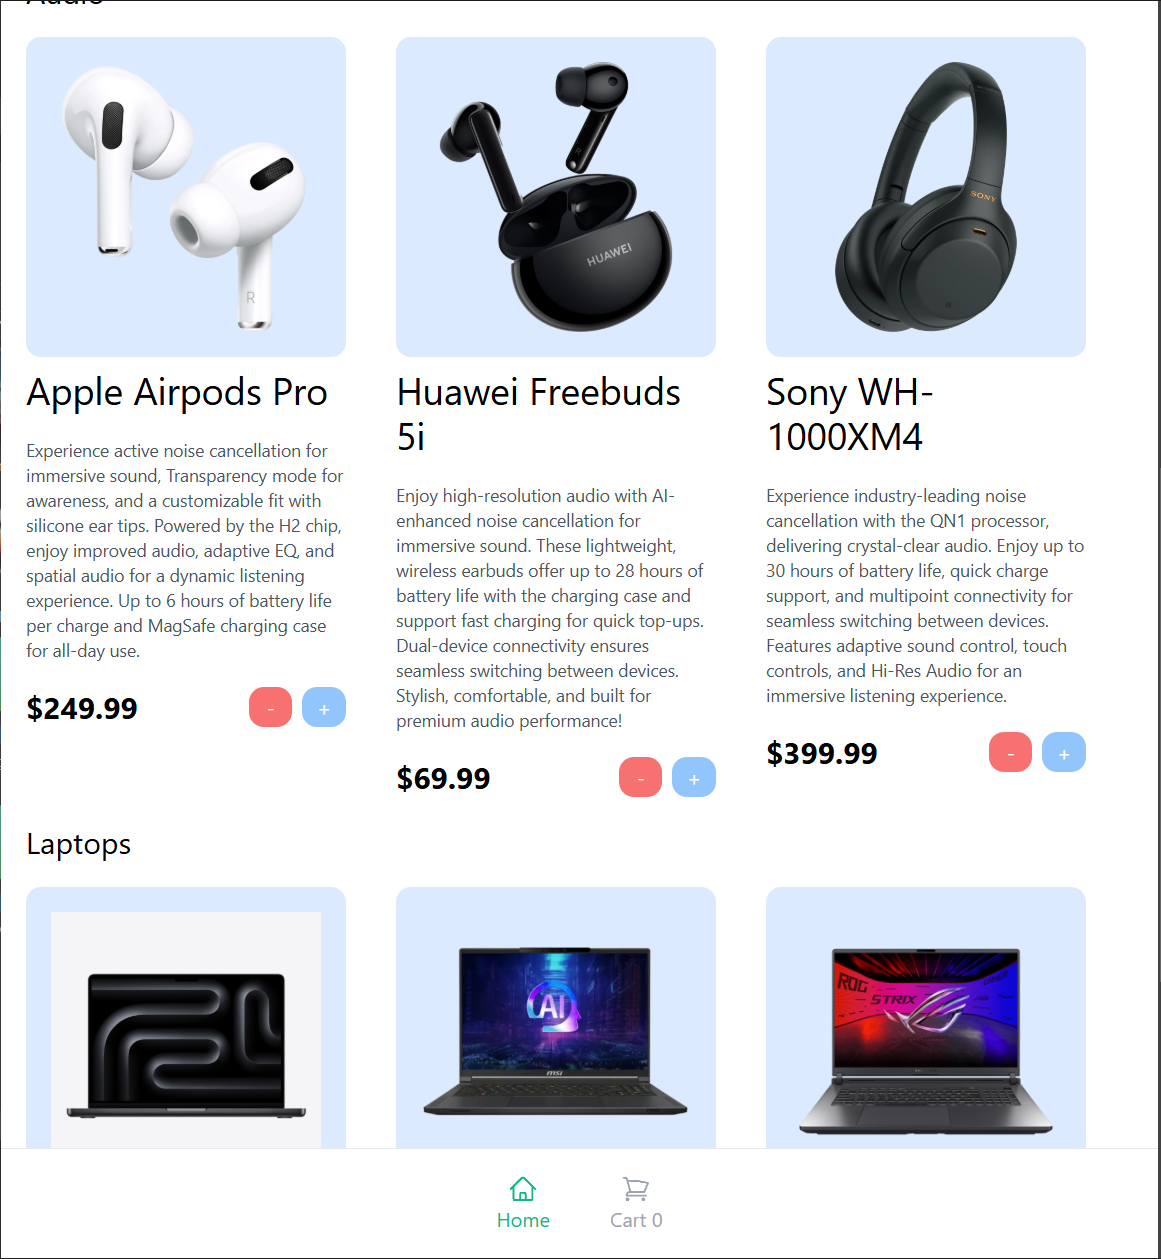 Audio
R
HUAWEI
SONY
Apple Airpods Pro
Experience active noise cancellation for
immersive sound, Transparency mode for
awareness, and a customizable fit with
silicone ear tips. Powered by the H2 chip,
enjoy improved audio, adaptive EQ, and
spatial audio for a dynamic listening
experience. Up to 6 hours of battery life
per charge and MagSafe charging case
for all-day use.
$249.99
-
+
Huawei Freebuds
5i
Enjoy high-resolution audio with AI-
enhanced noise cancellation for
immersive sound. These lightweight,
wireless earbuds offer up to 28 hours of
battery life with the charging case and
support fast charging for quick top-ups.
Dual-device connectivity ensures
seamless switching between devices.
Stylish, comfortable, and built for
premium audio performance!
$69.99
-
+
Sony WH-
1000XM4
Experience industry-leading noise
cancellation with the QN1 processor,
delivering crystal-clear audio. Enjoy up to
30 hours of battery life, quick charge
support, and multipoint connectivity for
seamless switching between devices.
Features adaptive sound control, touch
controls, and Hi-Res Audio for an
immersive listening experience.
$399.99
-
+
Laptops
AI
msi
ROG
STRIX
Home
Cart 0